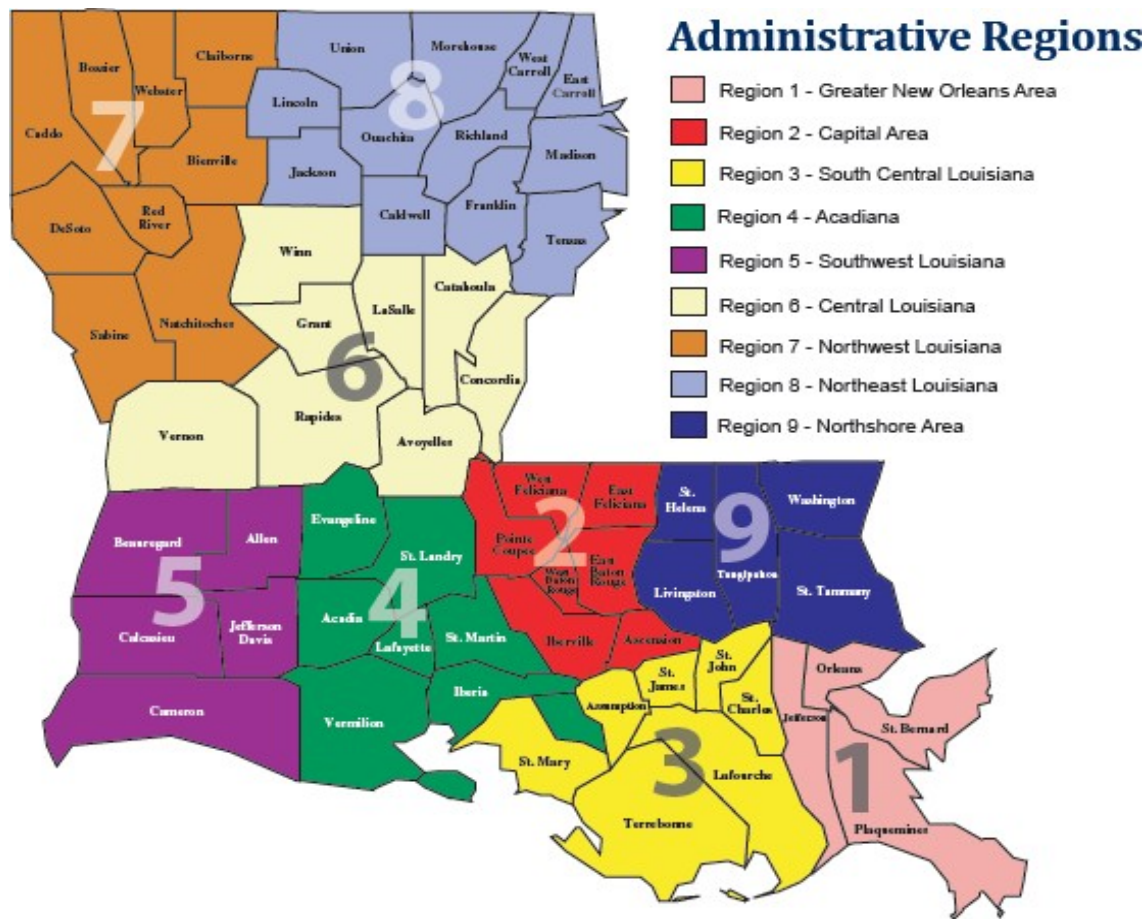 Administrative Regions
Region 1 - Greater New Orleans Area
Region 2 - Capital Area
Region 3 - South Central Louisiana
Region 4 - Acadiana
Region 5 - Southwest Louisiana
Region 6 - Central Louisiana
Region 7 - Northwest Louisiana
Region 8 - Northeast Louisiana
Region 9 - Northshore Area
7
Caddo
Bossier
Webster
Claiborne
Bienville
DeSoto
Red
River
Sabine
Natchitoches
8
Union
Morehouse
West
Carroll
East
Carroll
Lincoln
Ouachita
Richland
Madison
Jackson
Caldwell
Franklin
Tensas
6
Winn
Grant
LaSalle
Catahoula
Concordia
Vernon
Rapides
Avoyelles
5
Beauregard
Allen
Calcasieu
Jefferson
Davis
Cameron
4
Evangeline
St. Landry
Acadia
Lafayette
St. Martin
Iberia
Vermilion
2
West
Feliciana
East
Feliciana
Pointe
Coupee
West Baton
Rouge
East
Baton
Rouge
Iberville
Ascension
9
St.
Helena
Washington
Livingston
Tangipahoa
St. Tammany
3
St.
James
St.
John
St.
Charles
Assumption
St. Mary
Lafourche
Terrebonne
1
Orleans
Jefferson
St. Bernard
Plaquemines